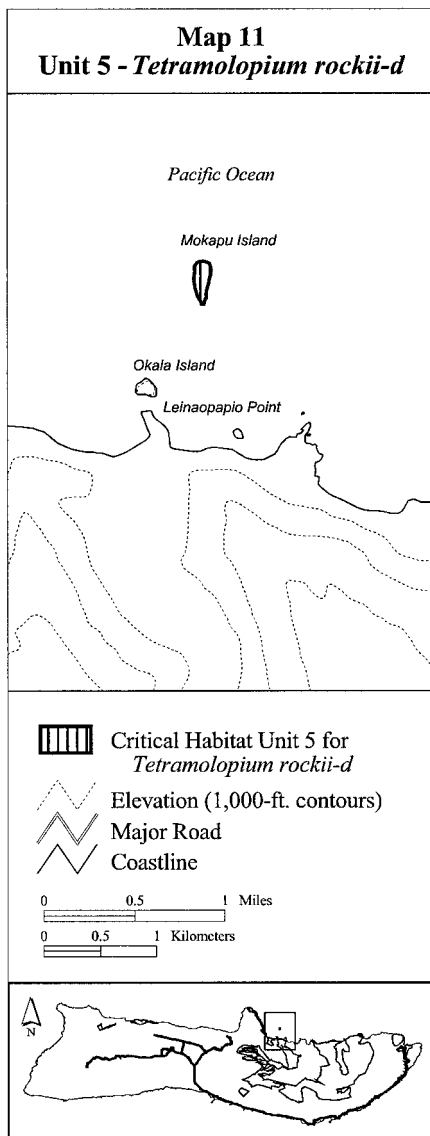 Map 11
Unit 5 - Tetramolopium rockii-d
Pacific Ocean
Mokapu Island
Okala Island
Leinaopapio Point
Critical Habitat Unit 5 for
Tetramolopium rockii-d
Elevation (1,000-ft. contours)
Major Road
Coastline
0 0.5 1 Miles
0 0.5 1 Kilometers
N